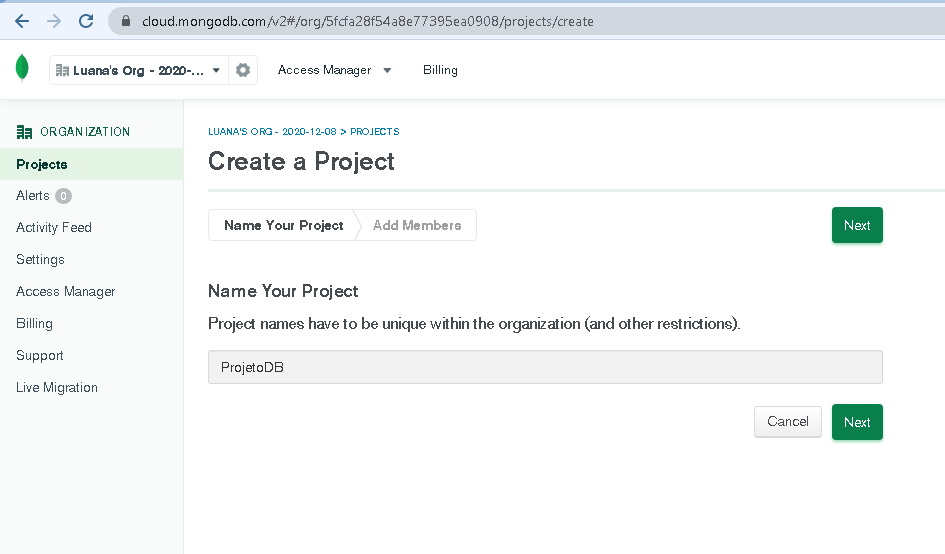 cloud.mongodb.com/v2#/org/5fcfa28f54a8e77395ea0908/projects/create
Luana's Org - 2020-... Access Manager Billing
ORGANIZATION
Projects
Alerts 0
Activity Feed
Settings
Access Manager
Billing
Support
Live Migration
LUANA'S ORG - 2020-12-08 > PROJECTS
Create a Project
Name Your Project Add Members Next
Name Your Project
Project names have to be unique within the organization (and other restrictions).
ProjetoDB
Cancel Next